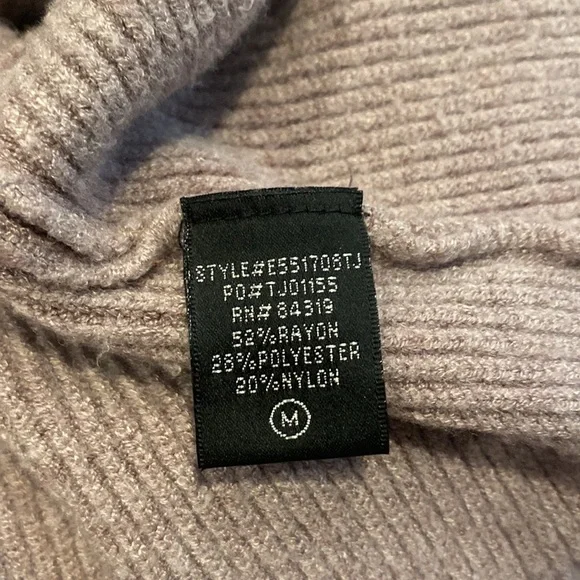 STYLE#E551708TJ
PO#TJ01155
RN#84319
52%RAYON
28%POLYESTER
20%NYLON
M